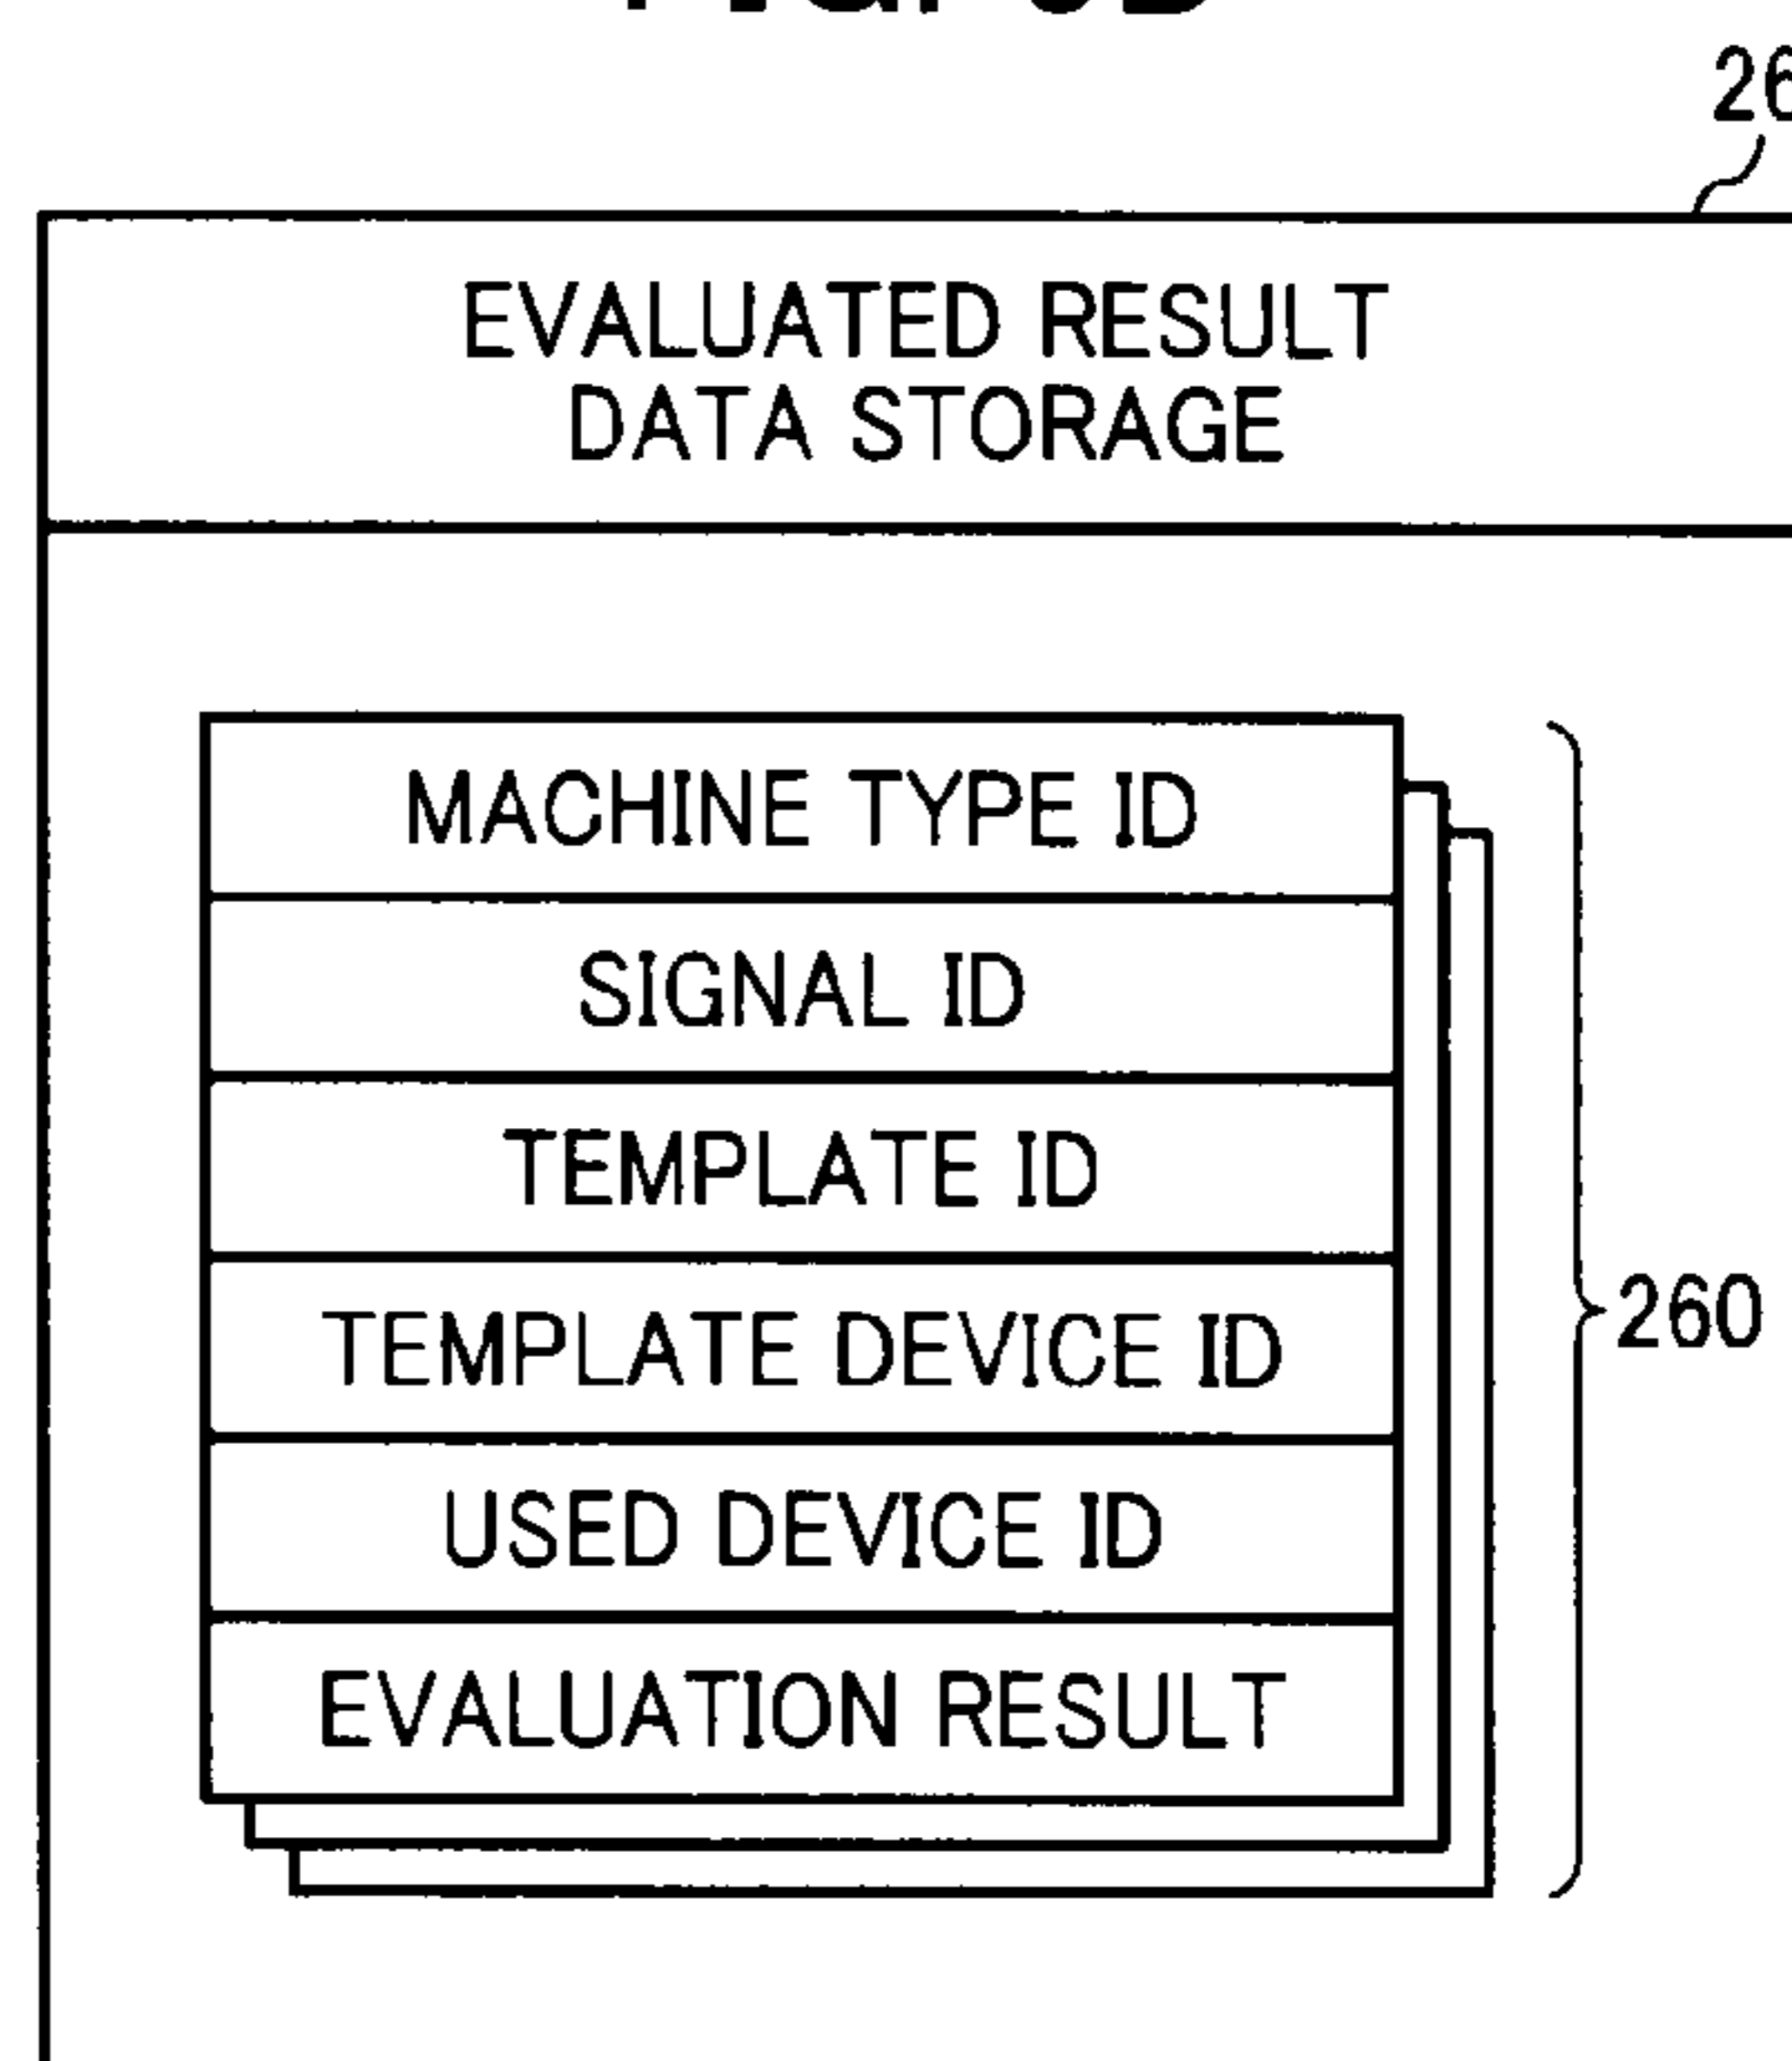 EVALUATED RESULT
DATA STORAGE
MACHINE TYPE ID
SIGNAL ID
TEMPLATE ID
TEMPLATE DEVICE ID
USED DEVICE ID
EVALUATION RESULT
260